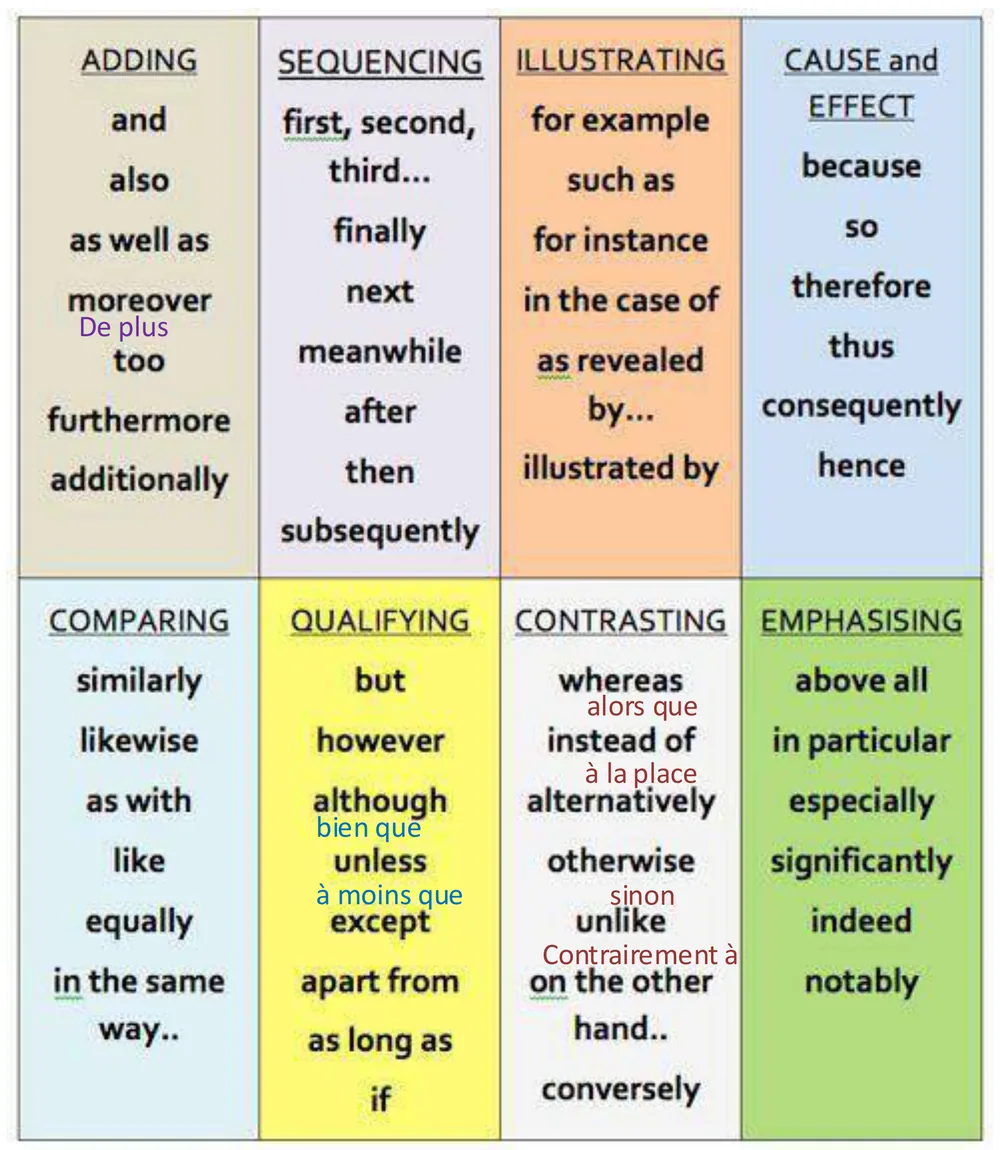 ADDING
and
also
as well as
moreover
De plus
too
furthermore
additionally
SEQUENCING
first, second,
third...
finally
next
meanwhile
after
then
subsequently
ILLUSTRATING
for example
such as
for instance
in the case of
as revealed
by...
illustrated by
CAUSE and
EFFECT
because
so
therefore
thus
consequently
hence
COMPARING
similarly
likewise
as with
like
equally
in the same
way..
QUALIFYING
but
however
although
bien que
unless
à moins que
except
apart from
as long as
if
CONTRASTING
whereas
alors que
instead of
à la place
alternatively
otherwise
sinon
unlike
Contrairement à
on the other
hand..
conversely
EMPHASISING
above all
in particular
especially
significantly
indeed
notably